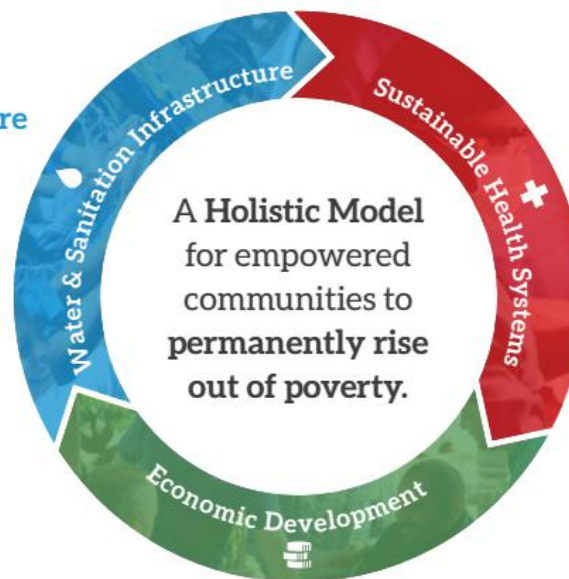 re
Water & Sanitation Infrastructure
Sustainable Health Systems
A Holistic Model
for empowered
communities to
permanently rise
out of poverty.
Economic Development